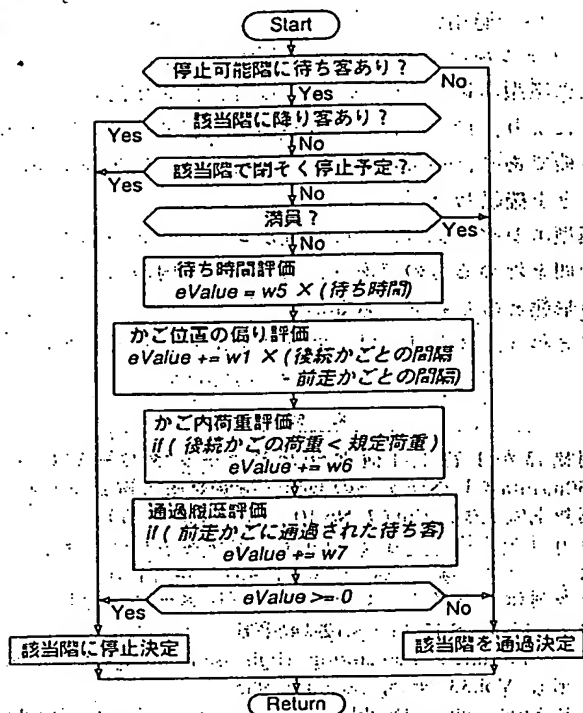 Start
停止可能階に待ち客あり？
No
Yes
該当階に降り客あり？
Yes
No
該当階で閉そく停止予定？
Yes
No
満員？
Yes
No
待ち時間評価
eValue = w5 × (待ち時間)
かご位置の偏り評価
eValue += w1 × (後続かごとの間隔
- 前走かごとの間隔)
かご内荷重評価
if ( 後続かごの荷重 < 規定荷重 )
eValue += w6
通過履歴評価
if ( 前走かごに通過された待ち客)
eValue += w7
eValue >= 0
Yes
No
該当階に停止決定
該当階を通過決定
Return